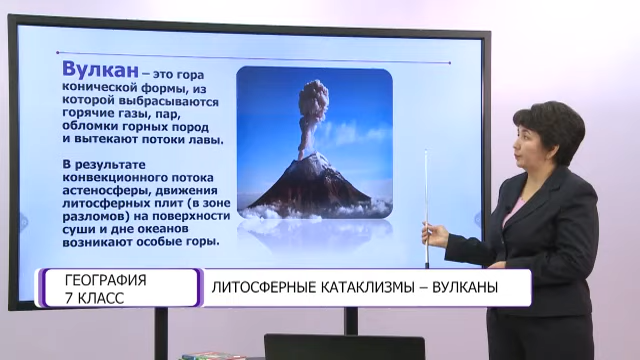 Вулкан – это гора
конической формы, из
которой выбрасываются
горячие газы, пар,
обломки горных пород
и вытекают потоки лавы.
В результате
конвекционного потока
астеносферы, движения
литосферных плит (в зоне
разломов) на поверхности
суши и дне океанов
возникают особые горы.
ГЕОГРАФИЯ
7 КЛАСС
ЛИТОСФЕРНЫЕ КАТАКЛИЗМЫ – ВУЛКАНЫ